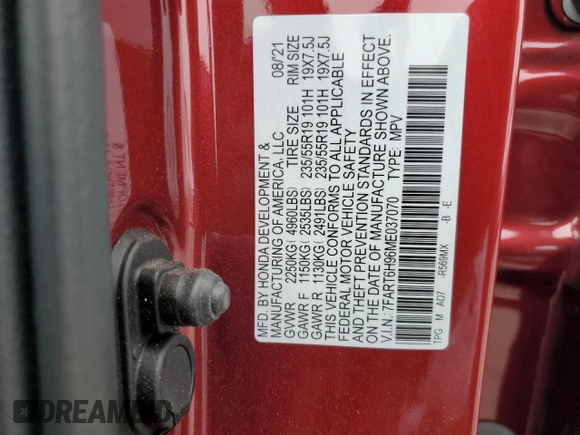 MFD. BY HONDA DEVELOPMENT &
MANUFACTURING OF AMERICA, LLC 08/21
GVWR 2250KG( 4960LBS) TIRE SIZE RIM SIZE
GAWR F 1150KG( 2535LBS) 235/55R19 101H 19X7.5J
GAWR R 1130KG( 2491LBS) 235/55R19 101H 19X7.5J
THIS VEHICLE CONFORMS TO ALL APPLICABLE
FEDERAL MOTOR VEHICLE SAFETY
AND THEFT PREVENTION STANDARDS IN EFFECT
ON THE DATE OF MANUFACTURE SHOWN ABOVE.
V.I.N.: 7FART6H96ME037070 TYPE: MPV
TPG M AD7 -R569MX -B -E